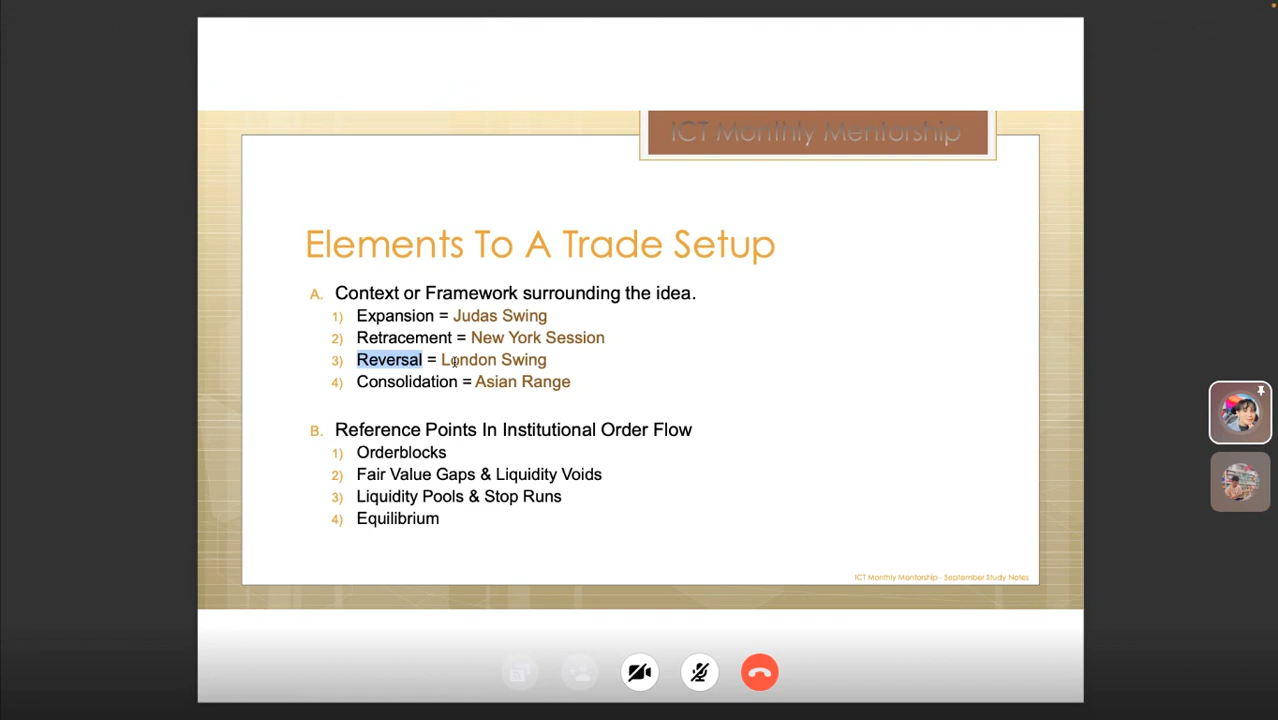 ICT Monthly Mentorship
Elements To A Trade Setup
A. Context or Framework surrounding the idea.
1) Expansion = Judas Swing
2) Retracement = New York Session
3) Reversal = London Swing
4) Consolidation = Asian Range
B. Reference Points In Institutional Order Flow
1) Orderblocks
2) Fair Value Gaps & Liquidity Voids
3) Liquidity Pools & Stop Runs
4) Equilibrium
ICT Monthly Mentorship - September Study Notes